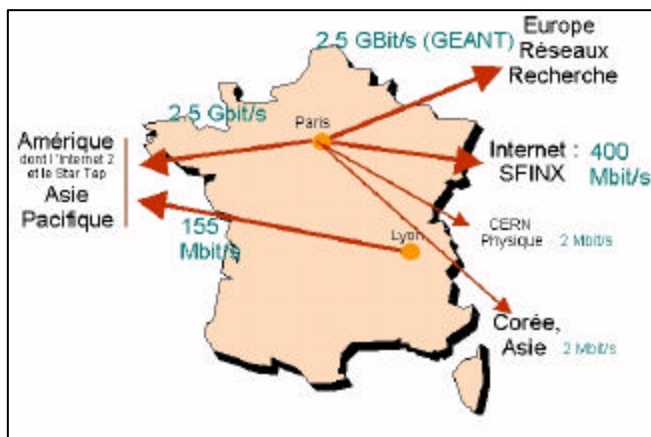 2.5 GBit/s (GEANT)
Europe
Réseaux
Recherche
2.5 Gbit/s
Paris
Amérique
dont l'Internet 2
et le Star Tap
Asie
Pacifique
Internet : 400
SFINX Mbit/s
155
Mbit/s
Lyon
CERN
Physique 2 Mbit/s
Corée,
Asie 2 Mbit/s